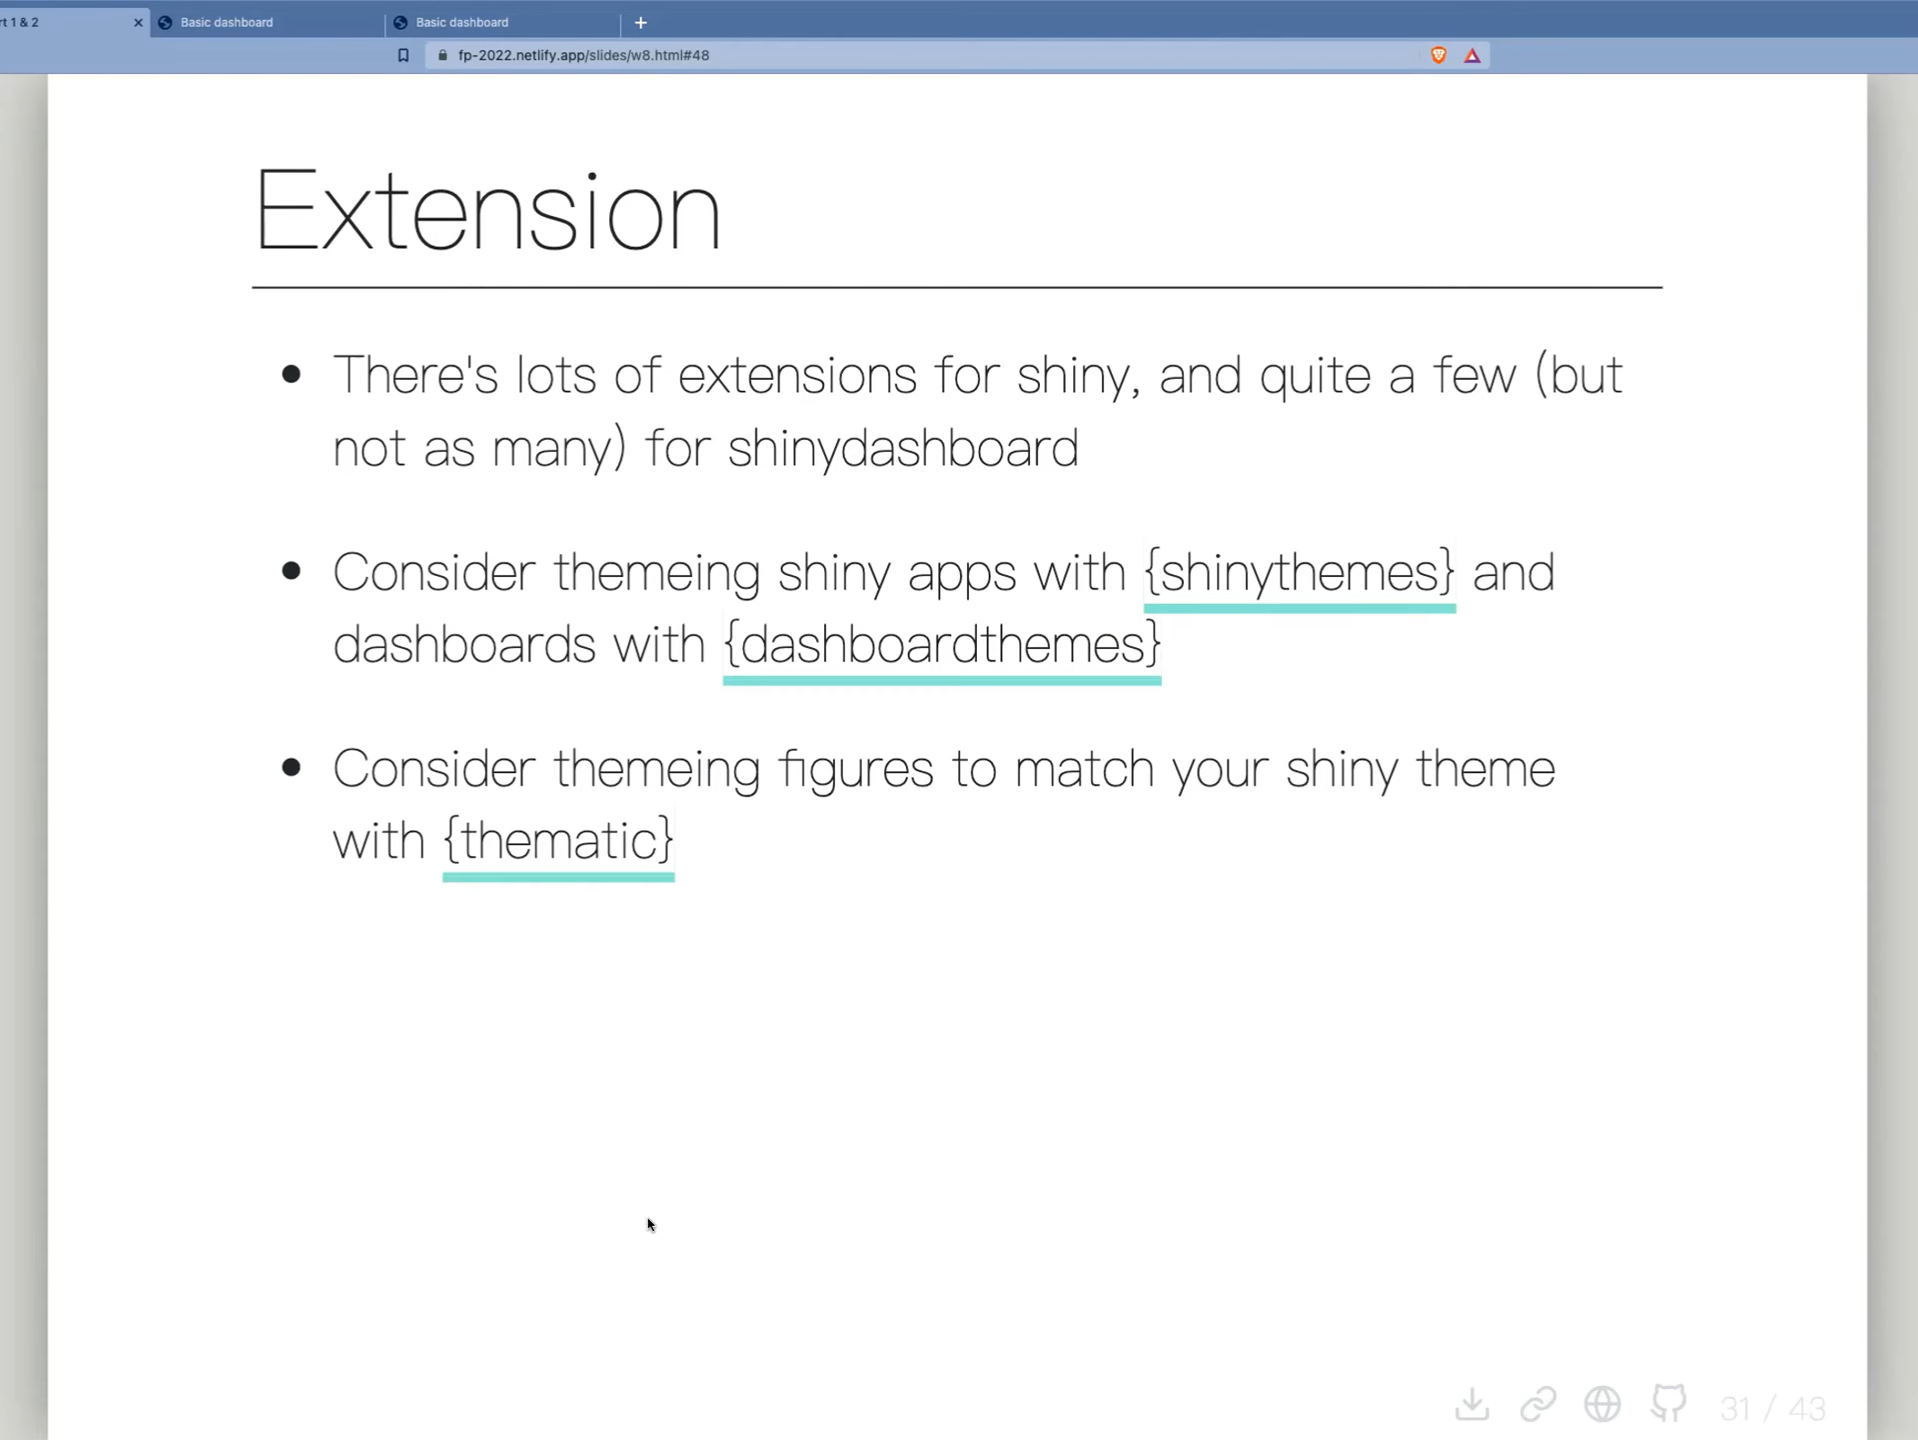 rt 1 & 2
Basic dashboard
Basic dashboard
fp-2022.netlify.app/slides/w8.html#48
Extension
There's lots of extensions for shiny, and quite a few (but
not as many) for shinydashboard
Consider themeing shiny apps with {shinythemes} and
dashboards with {dashboardthemes}
Consider themeing figures to match your shiny theme
with {thematic}
31 / 43